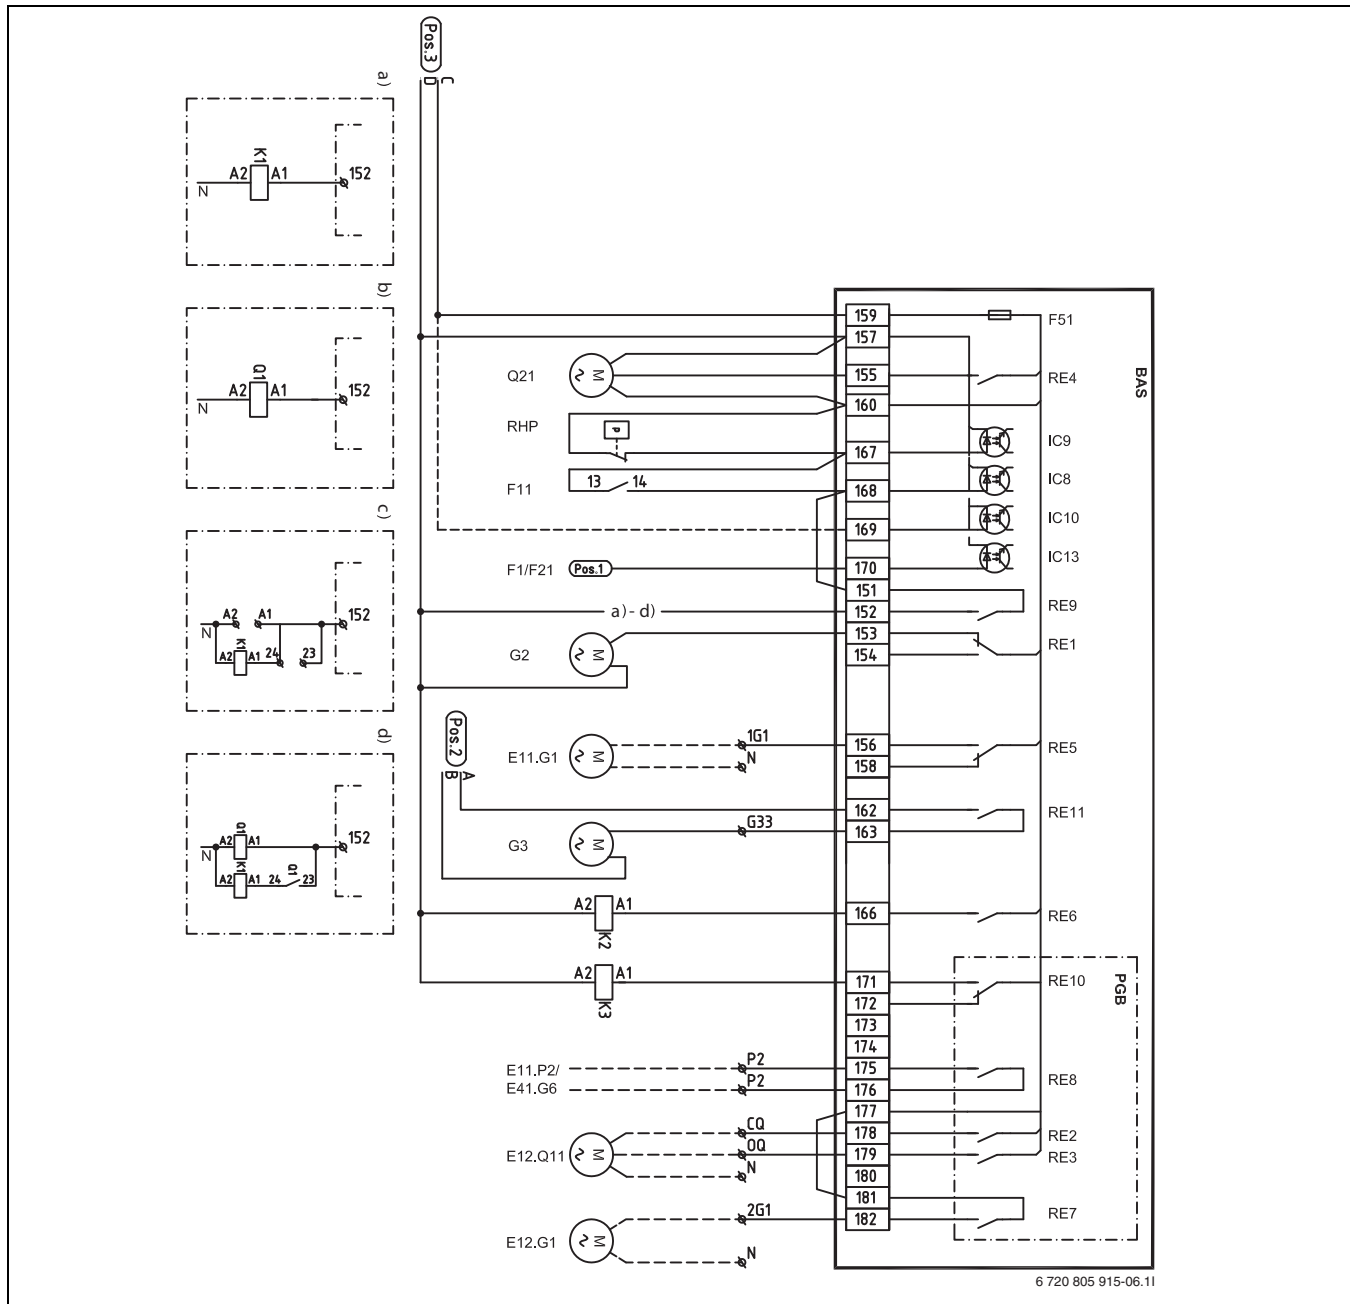 Pos.3
D C
a)
K1
A2 A1 152
N
b)
Q1
A2 A1 152
N
c)
A2 A1 152
N
K1
A2 A1 24 23
d)
Q1
A2 A1 152
N
K1 Q1
A2 A1 24 23
BAS
159 F51
157
Q21 M 155 RE4
160
RHP P IC9
167
F11 13 14 168 IC8
169 IC10
F1/F21 Pos.1 170 IC13
151
a)- d) 152 RE9
153
G2 M 154 RE1
Pos.2
B A
1G1 156 RE5
E11.G1 M N 158
162 RE11
G33 163
G3 M
A2 A1 166 RE6
K2
PGB
A2 A1 171 RE10
K3 172
173
174
E11.P2/ P2 175 RE8
E41.G6 P2 176
177
CQ 178 RE2
E12.Q11 M OQ 179 RE3
N 180
181
2G1 182 RE7
E12.G1 M N
6 720 805 915-06.1I